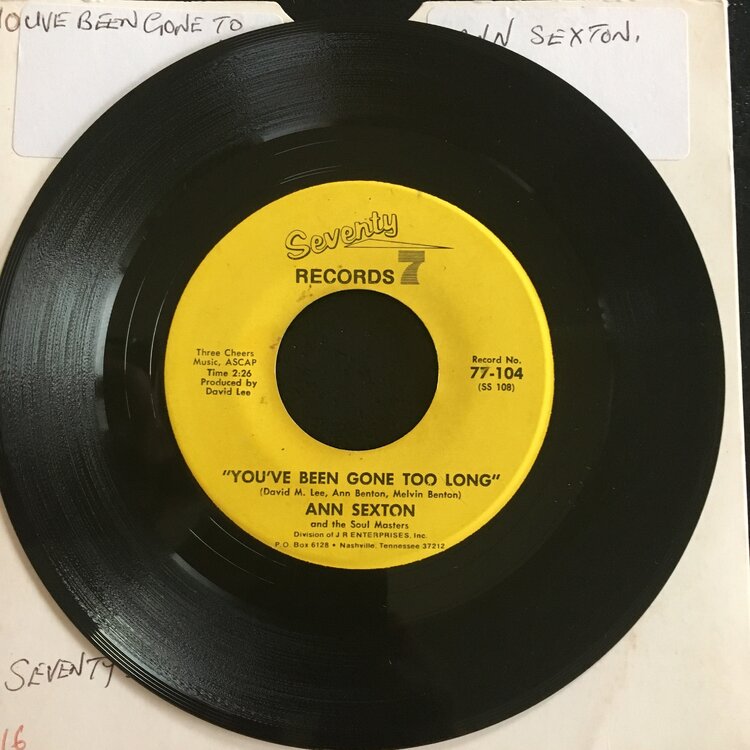 YOUVE BEEN GONE TO
ANN SEXTON.
Seventy
RECORDS 7
Three Cheers
Music, ASCAP
Time 2:26
Produced by
David Lee
Record No.
77-104
(SS 108)
"YOU'VE BEEN GONE TOO LONG"
(David M. Lee, Ann Benton, Melvin Benton)
ANN SEXTON
and the Soul Masters
Division of J R ENTERPRISES, Inc.
P.O. Box 6128 • Nashville, Tennessee 37212
SEVENTY
16